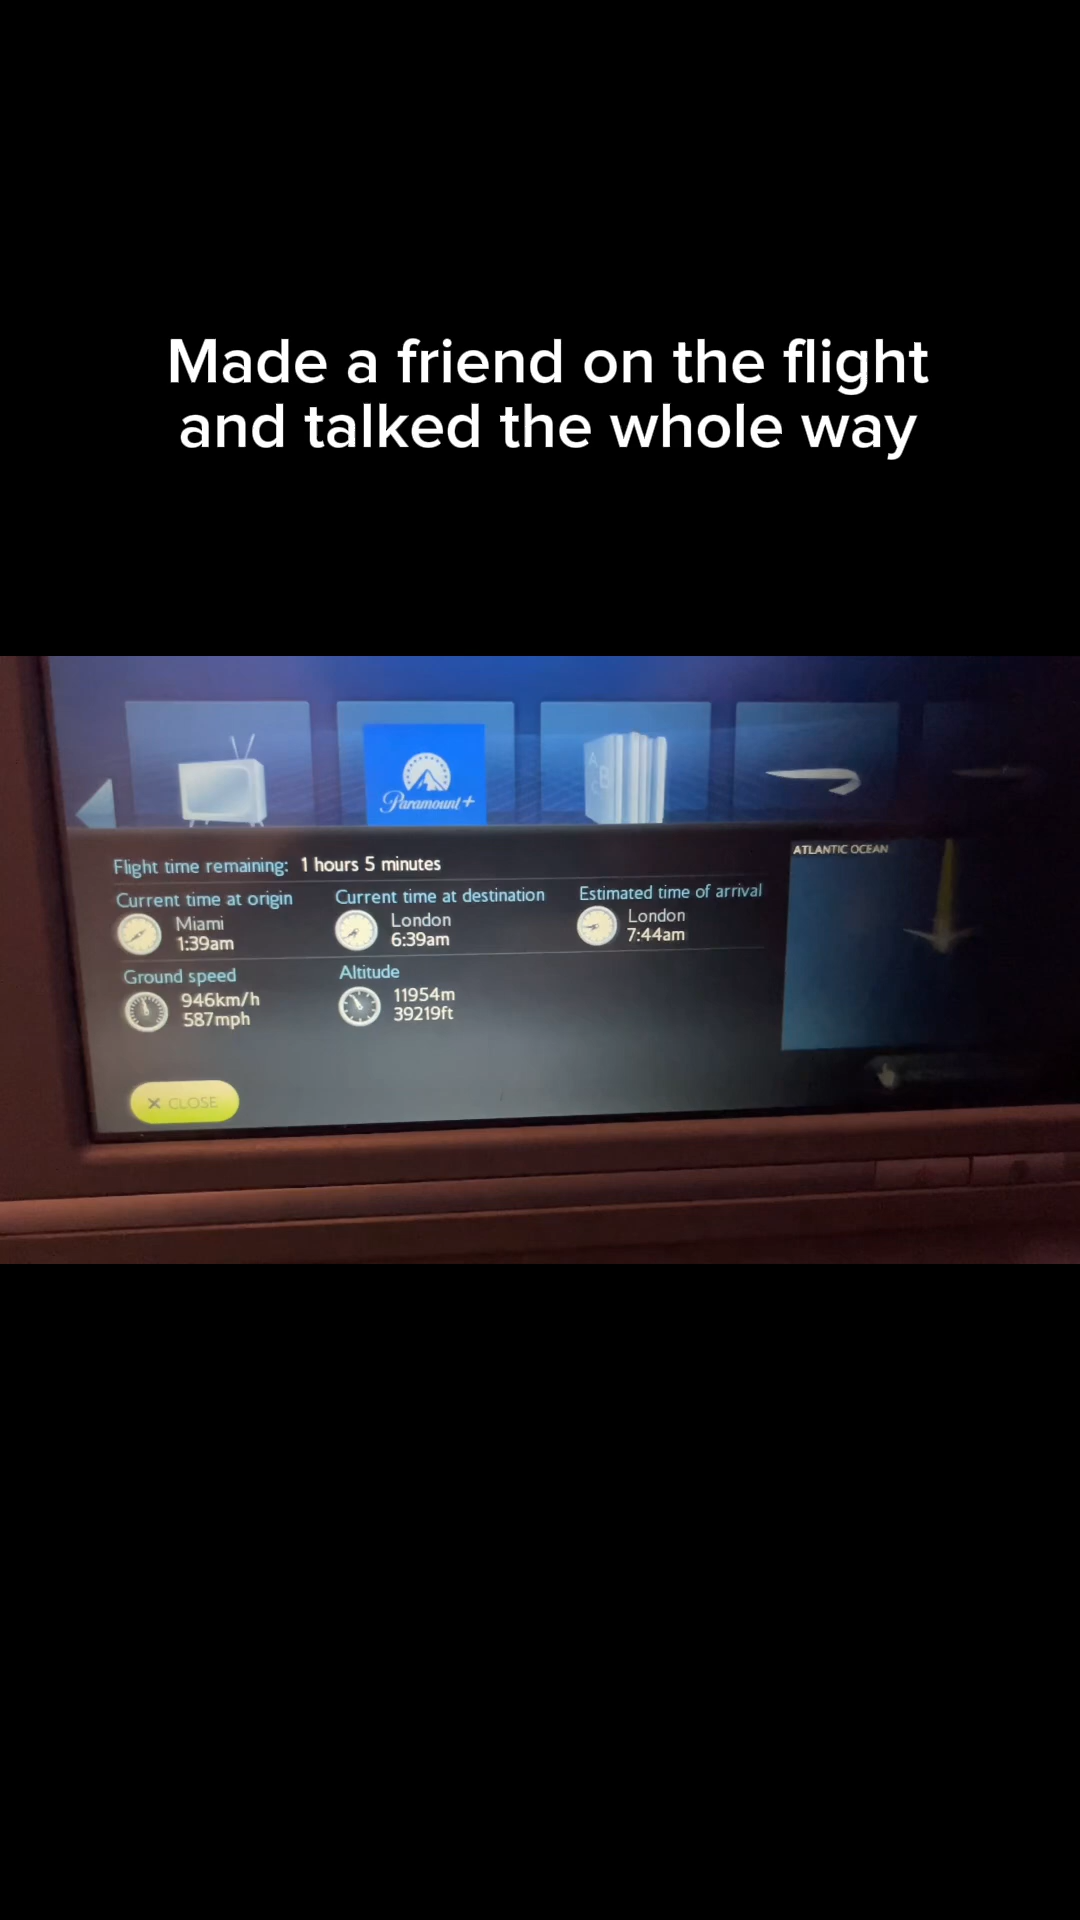 Made a friend on the flight
and talked the whole way
Paramount+
A
B
C
Flight time remaining: 1 hours 5 minutes
Current time at origin
Miami
1:39am
Current time at destination
London
6:39am
Estimated time of arrival
London
7:44am
ATLANTIC OCEAN
Ground speed
946km/h
587mph
Altitude
11954m
39219ft
X CLOSE